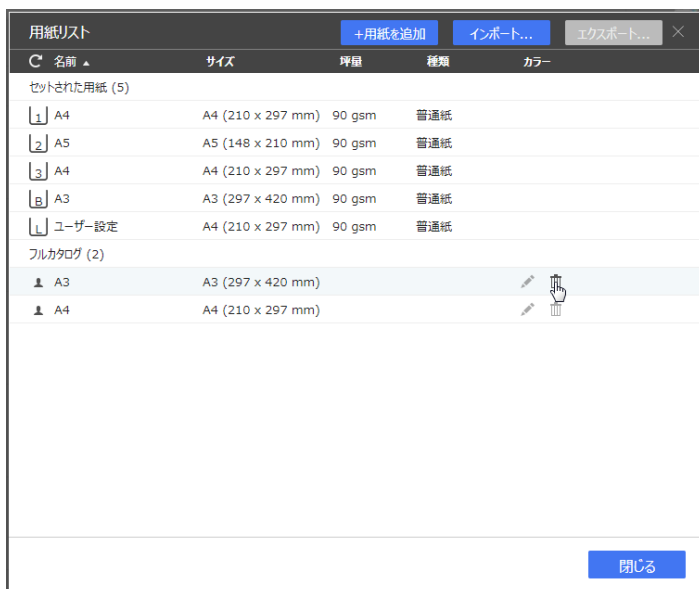 用紙リスト +用紙を追加 インポート... エクスポート...
名前 サイズ 坪量 種類 カラー
セットされた用紙 (5)
1 A4 A4 (210 x 297 mm) 90 gsm 普通紙
2 A5 A5 (148 x 210 mm) 90 gsm 普通紙
3 A4 A4 (210 x 297 mm) 90 gsm 普通紙
B A3 A3 (297 x 420 mm) 90 gsm 普通紙
L ユーザー設定 A4 (210 x 297 mm) 90 gsm 普通紙
フルカタログ (2)
A3 A3 (297 x 420 mm)
A4 A4 (210 x 297 mm)
閉じる